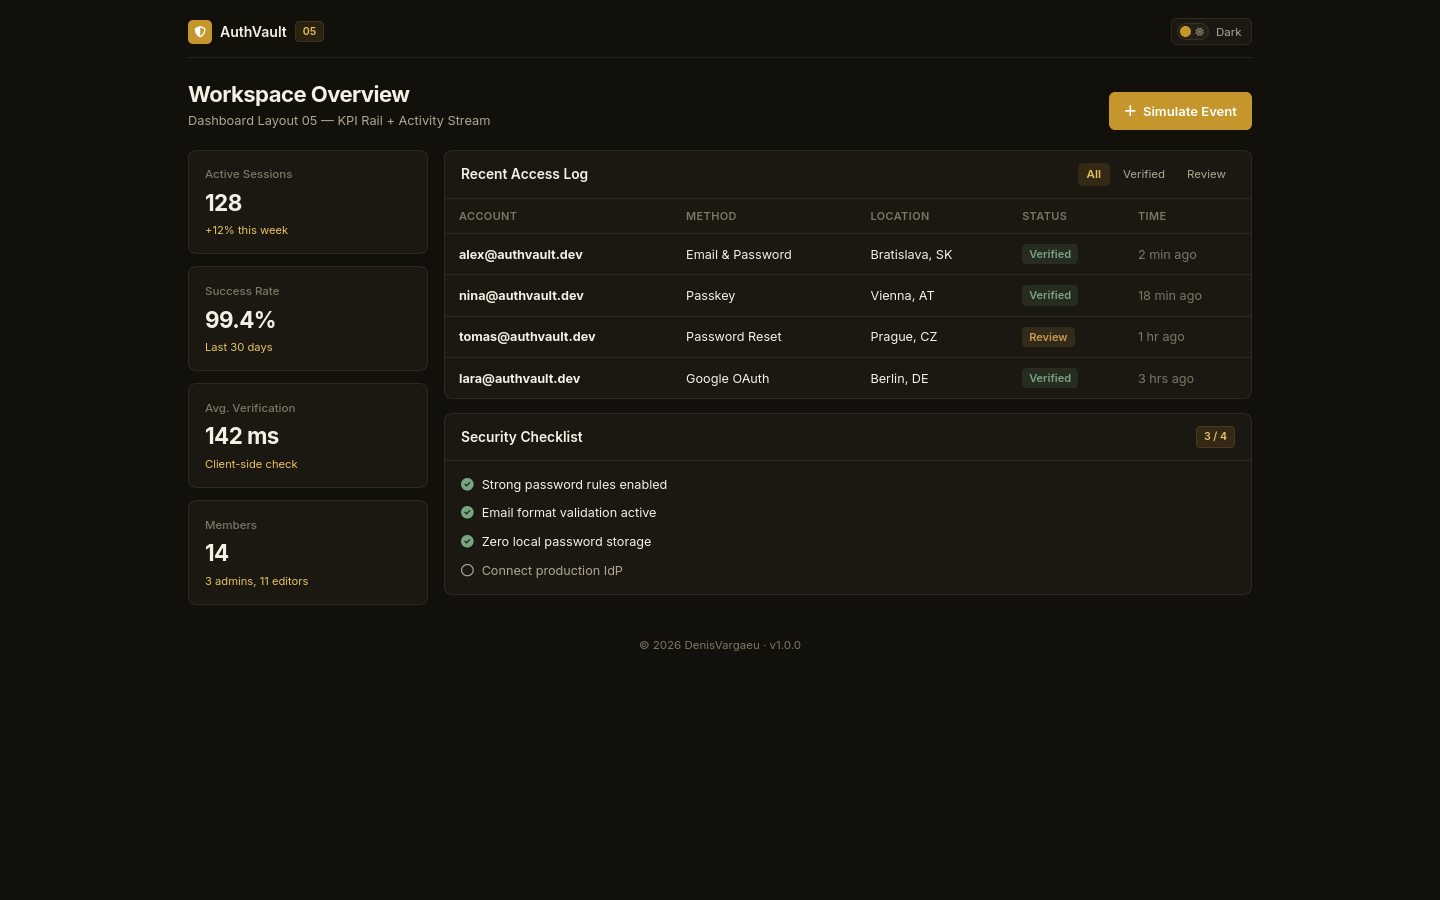 AuthVault 05
Dark
Workspace Overview
Dashboard Layout 05 — KPI Rail + Activity Stream
Simulate Event
Active Sessions
128
+12% this week
Success Rate
99.4%
Last 30 days
Avg. Verification
142 ms
Client-side check
Members
14
3 admins, 11 editors
Recent Access Log
All Verified Review
ACCOUNT METHOD LOCATION STATUS TIME
alex@authvault.dev Email & Password Bratislava, SK Verified 2 min ago
nina@authvault.dev Passkey Vienna, AT Verified 18 min ago
tomas@authvault.dev Password Reset Prague, CZ Review 1 hr ago
lara@authvault.dev Google OAuth Berlin, DE Verified 3 hrs ago
Security Checklist 3 / 4
Strong password rules enabled
Email format validation active
Zero local password storage
Connect production IdP
© 2026 DenisVargaeu · v1.0.0